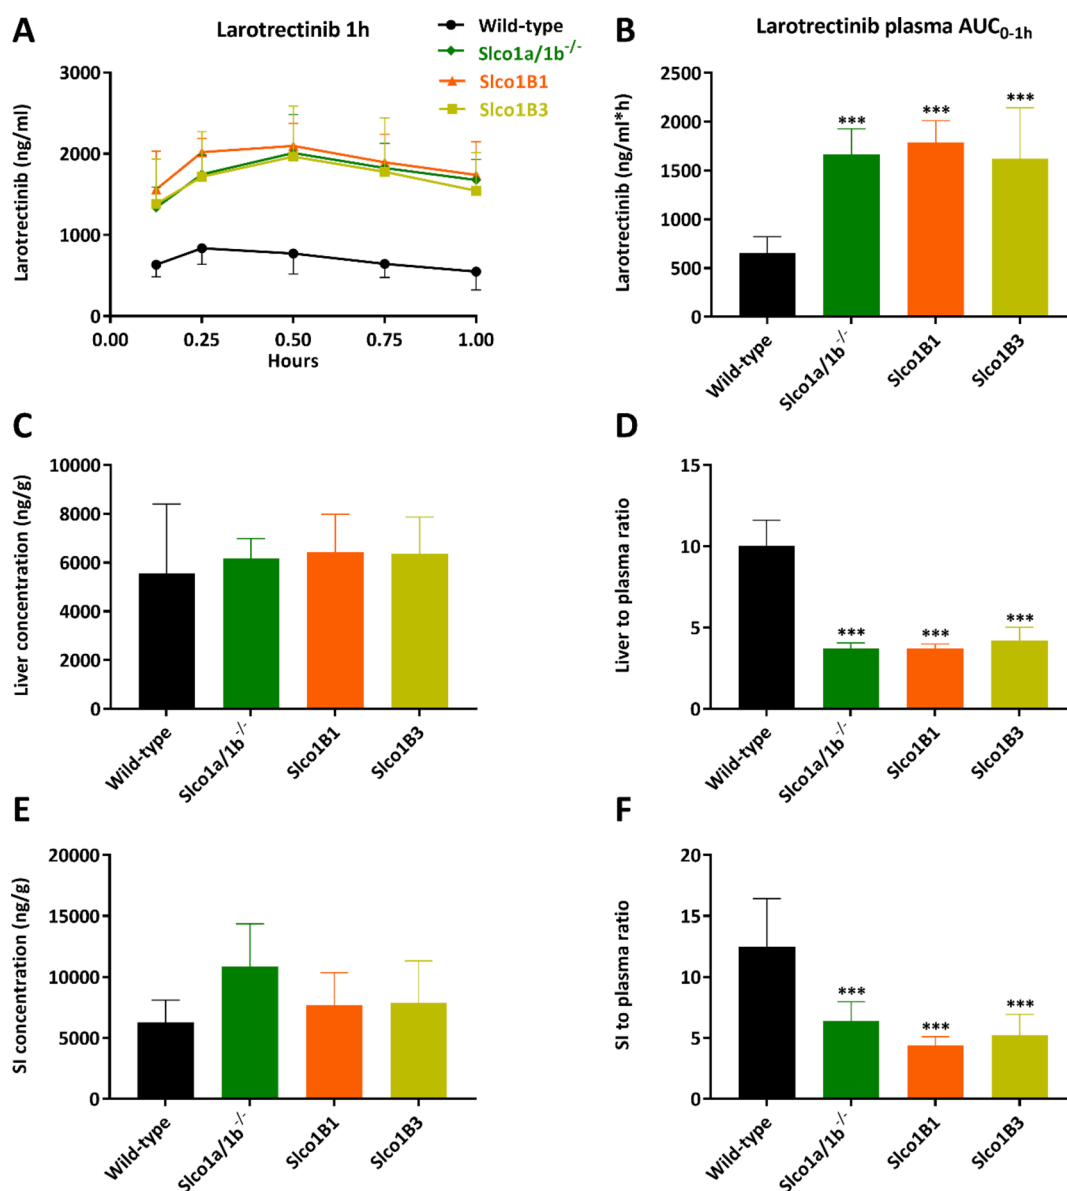 A
Larotrectinib 1h
Wild-type
Slco1a/1b-/-
Slco1B1
Slco1B3
Larotrectinib (ng/ml)
3000
2000
1000
0
0.00
0.25
0.50
0.75
1.00
Hours
B
Larotrectinib plasma AUC0-1h
Larotrectinib (ng/ml*h)
2500
2000
1500
1000
500
0
***
***
***
Wild-type
Slco1a/1b-/-
Slco1B1
Slco1B3
C
Liver concentration (ng/g)
10000
8000
6000
4000
2000
0
Wild-type
Slco1a/1b-/-
Slco1B1
Slco1B3
D
Liver to plasma ratio
15
10
5
0
***
***
***
Wild-type
Slco1a/1b-/-
Slco1B1
Slco1B3
E
SI concentration (ng/g)
20000
15000
10000
5000
0
Wild-type
Slco1a/1b-/-
Slco1B1
Slco1B3
F
SI to plasma ratio
20
15
10
5
0
***
***
***
Wild-type
Slco1a/1b-/-
Slco1B1
Slco1B3